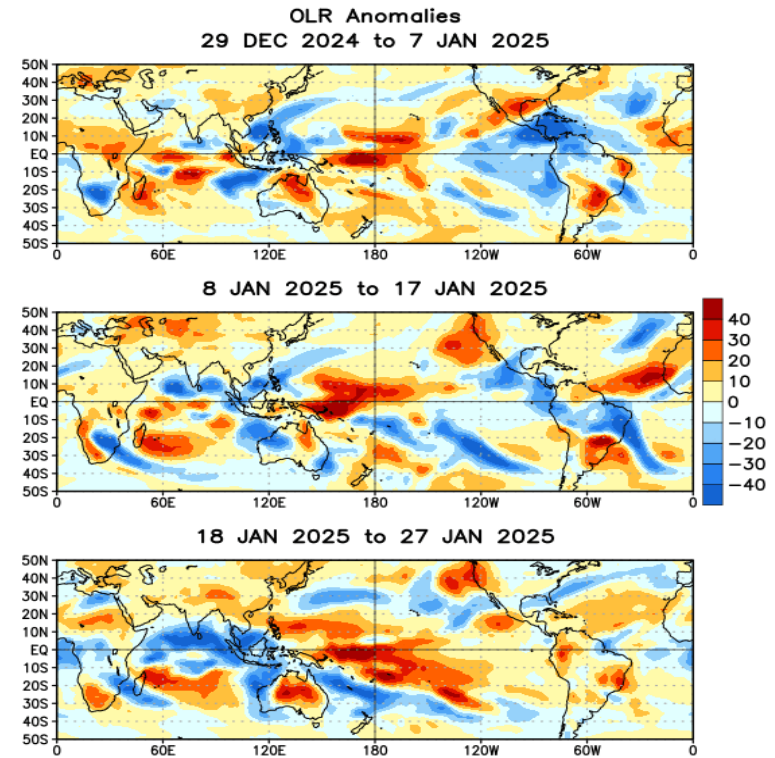 OLR Anomalies
29 DEC 2024 to 7 JAN 2025
50N
40N
30N
20N
10N
EQ
10S
20S
30S
40S
50S
0 60E 120E 180 120W 60W 0
8 JAN 2025 to 17 JAN 2025
50N
40N
30N
20N
10N
EQ
10S
20S
30S
40S
50S
0 60E 120E 180 120W 60W 0
40
30
20
10
0
−10
−20
−30
−40
18 JAN 2025 to 27 JAN 2025
50N
40N
30N
20N
10N
EQ
10S
20S
30S
40S
50S
0 60E 120E 180 120W 60W 0